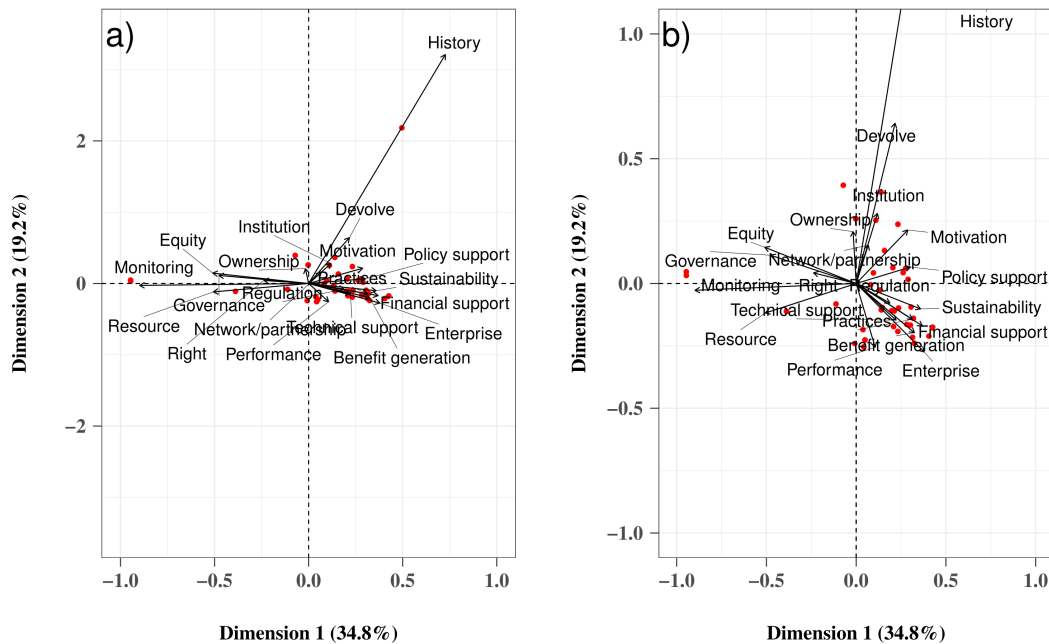 a)
History
Devolve
Institution
Motivation
Equity
Ownership
Policy support
Monitoring
Practices
Sustainability
Governance
Regulation
Financial support
Resource
Network/partnership
Technical support
Enterprise
Right
Performance
Benefit generation
2
0
−2
−1.0
−0.5
0.0
0.5
1.0
Dimension 1 (34.8%)
Dimension 2 (19.2%)
b)
History
Devolve
Institution
Ownership
Motivation
Equity
Governance
Network/partnership
Policy support
Monitoring
Right
Regulation
Sustainability
Technical support
Practices
Financial support
Resource
Benefit generation
Performance
Enterprise
1.0
0.5
0.0
−0.5
−1.0
−1.0
−0.5
0.0
0.5
1.0
Dimension 1 (34.8%)
Dimension 2 (19.2%)